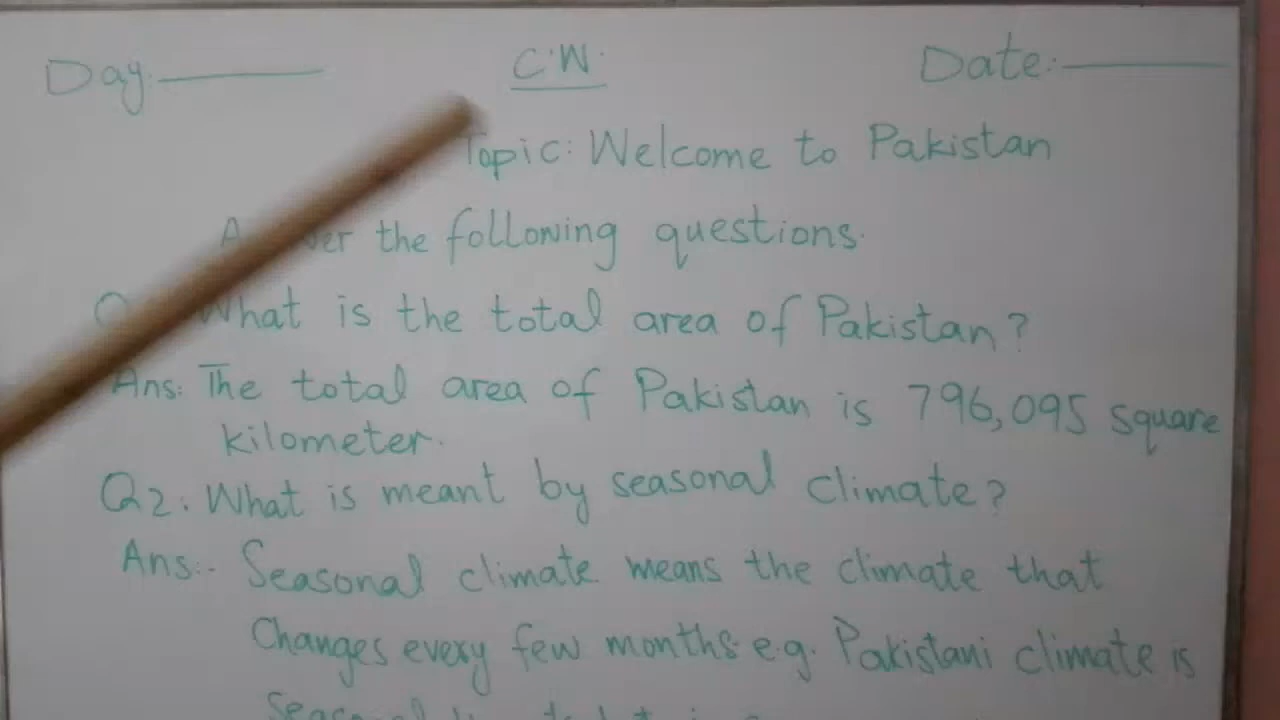 Day: C.W. Date:
Topic: Welcome to Pakistan
the following questions.
What is the total area of Pakistan?
Ans: The total area of Pakistan is 796,095 square
kilometer.
Q2. What is meant by seasonal climate?
Ans:- Seasonal climate means the climate that
Changes every few months e.g. Pakistani climate is